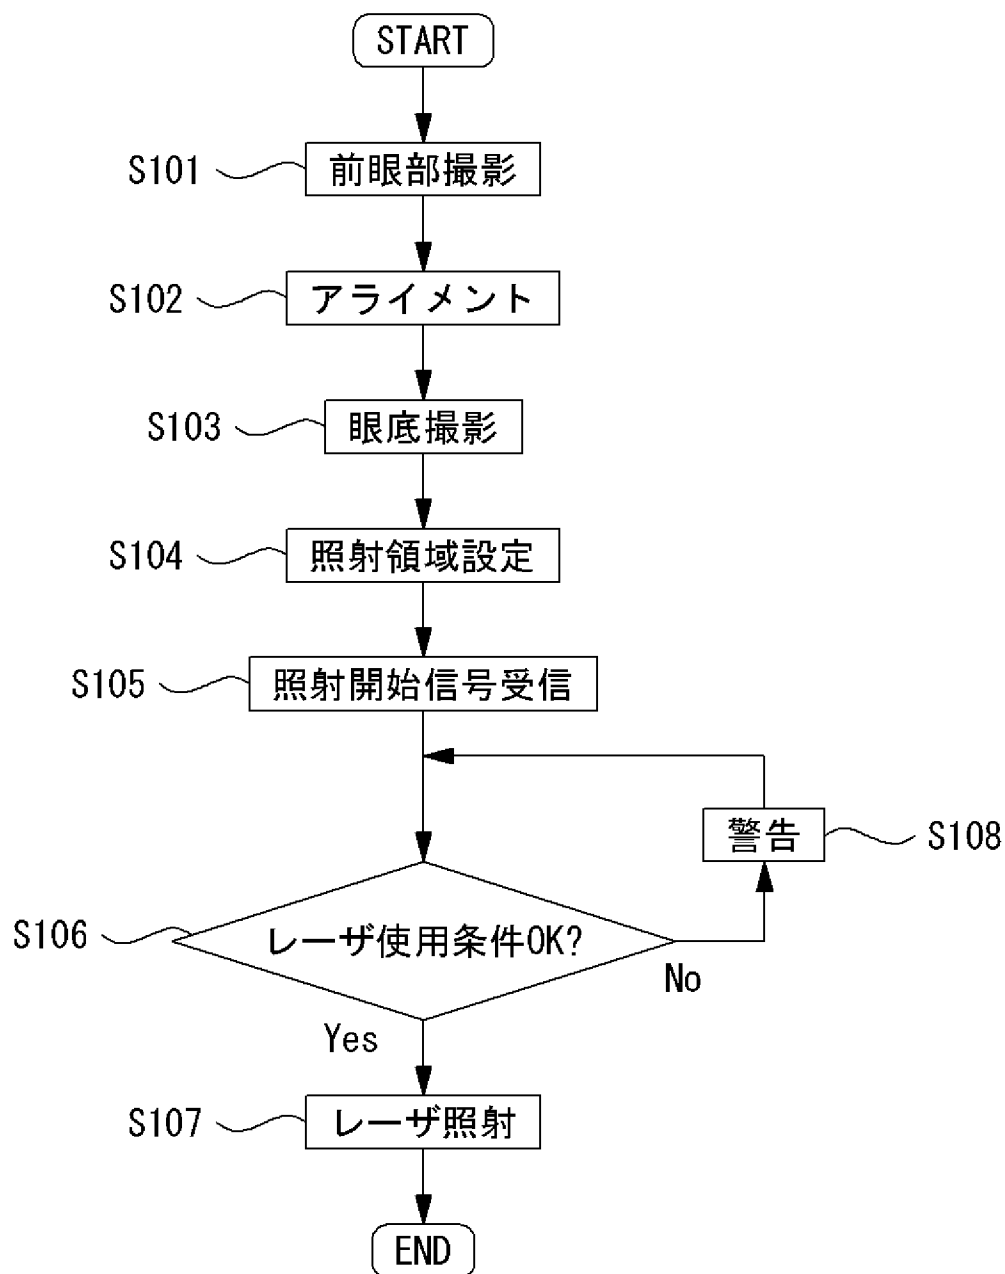 START
S101
前眼部撮影
S102
アライメント
S103
眼底撮影
S104
照射領域設定
S105
照射開始信号受信
警告
S108
S106
レーザ使用条件OK?
No
Yes
S107
レーザ照射
END